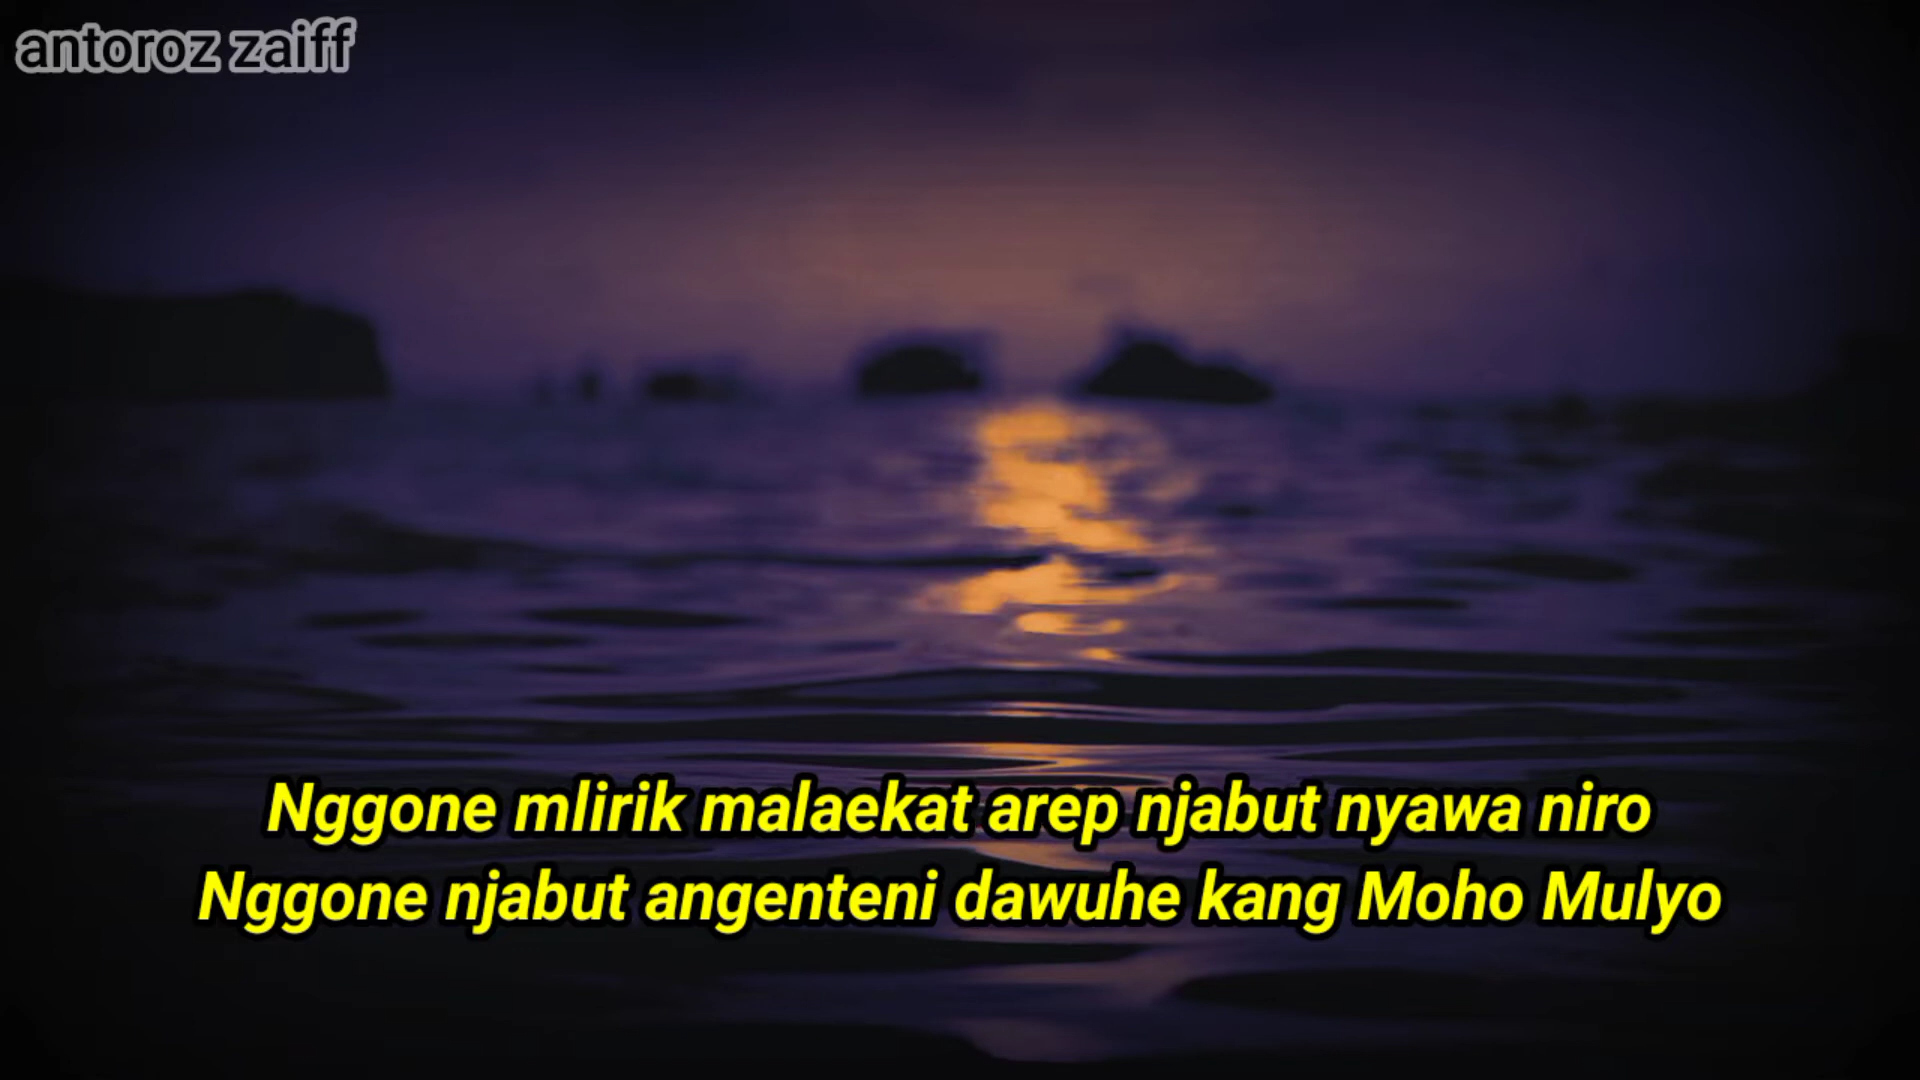 antoroz zaiff
Nggone mlirik malaekat arep njabut nyawa niro
Nggone njabut angenteni dawuhe kang Moho Mulyo